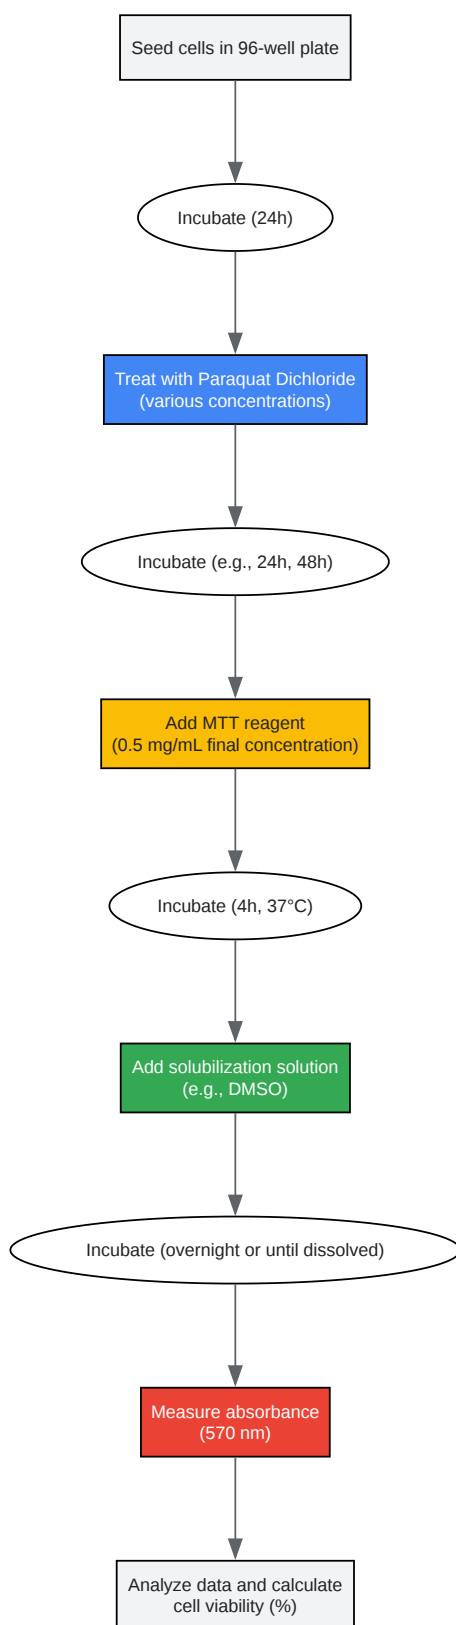 Seed cells in 96-well plate
Incubate (24h)
Treat with Paraquat Dichloride
(various concentrations)
Incubate (e.g., 24h, 48h)
Add MTT reagent
(0.5 mg/mL final concentration)
Incubate (4h, 37°C)
Add solubilization solution
(e.g., DMSO)
Incubate (overnight or until dissolved)
Measure absorbance
(570 nm)
Analyze data and calculate
cell viability (%)